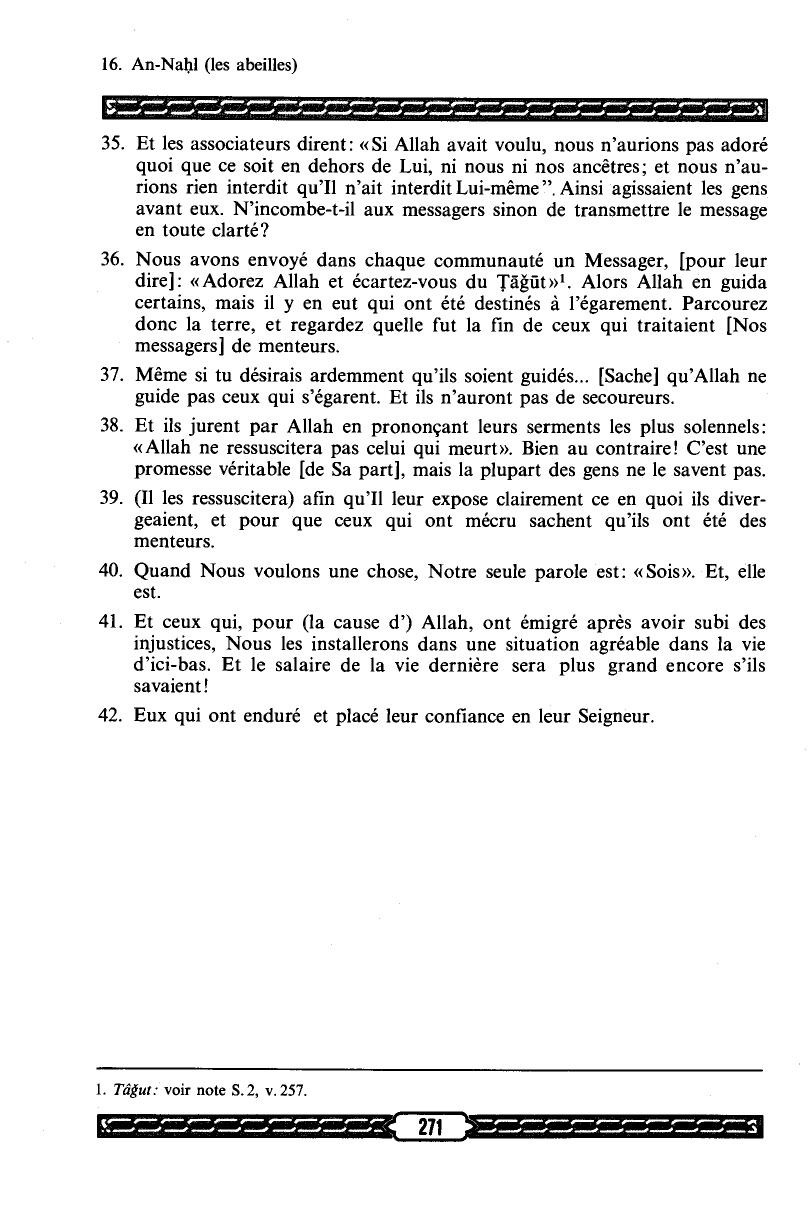 16. An-Naḥl (les abeilles)
35. Et les associateurs dirent: «Si Allah avait voulu, nous n'aurions pas adoré
quoi que ce soit en dehors de Lui, ni nous ni nos ancêtres; et nous n'au-
rions rien interdit qu'Il n'ait interdit Lui-même". Ainsi agissaient les gens
avant eux. N'incombe-t-il aux messagers sinon de transmettre le message
en toute clarté?
36. Nous avons envoyé dans chaque communauté un Messager, [pour leur
dire]: «Adorez Allah et écartez-vous du Ṭāğūt»¹. Alors Allah en guida
certains, mais il y en eut qui ont été destinés à l'égarement. Parcourez
donc la terre, et regardez quelle fut la fin de ceux qui traitaient [Nos
messagers] de menteurs.
37. Même si tu désirais ardemment qu'ils soient guidés... [Sache] qu'Allah ne
guide pas ceux qui s'égarent. Et ils n'auront pas de secoureurs.
38. Et ils jurent par Allah en prononçant leurs serments les plus solennels:
«Allah ne ressuscitera pas celui qui meurt». Bien au contraire! C'est une
promesse véritable [de Sa part], mais la plupart des gens ne le savent pas.
39. (Il les ressuscitera) afin qu'Il leur expose clairement ce en quoi ils diver-
geaient, et pour que ceux qui ont mécru sachent qu'ils ont été des
menteurs.
40. Quand Nous voulons une chose, Notre seule parole est: «Sois». Et, elle
est.
41. Et ceux qui, pour (la cause d') Allah, ont émigré après avoir subi des
injustices, Nous les installerons dans une situation agréable dans la vie
d'ici-bas. Et le salaire de la vie dernière sera plus grand encore s'ils
savaient!
42. Eux qui ont enduré et placé leur confiance en leur Seigneur.
1. Tâğut: voir note S. 2, v. 257.
271